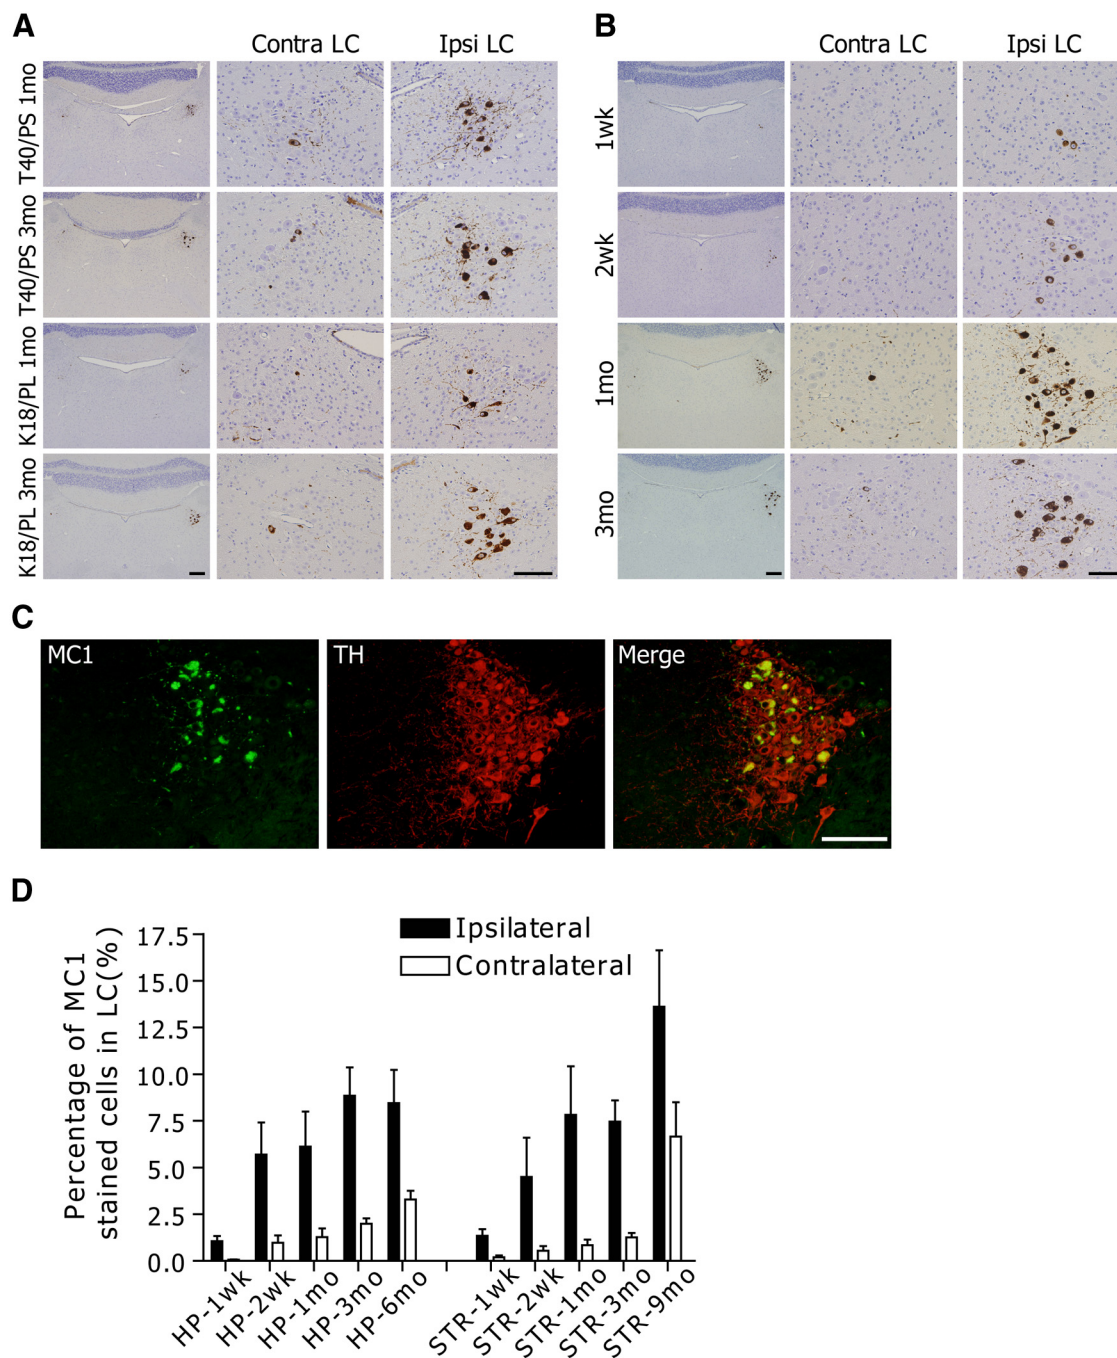 A
B
Contra LC
Ipsi LC
Contra LC
Ipsi LC
T40/PS 1mo
T40/PS 3mo
K18/PL 1mo
K18/PL 3mo
1wk
2wk
1mo
3mo
C
MC1
TH
Merge
D
Ipsilateral
Contralateral
Percentage of MC1
stained cells in LC(%)
17.5
15.0
12.5
10.0
7.5
5.0
2.5
0.0
HP-1wk
HP-2wk
HP-1mo
HP-3mo
HP-6mo
STR-1wk
STR-2wk
STR-1mo
STR-3mo
STR-9mo